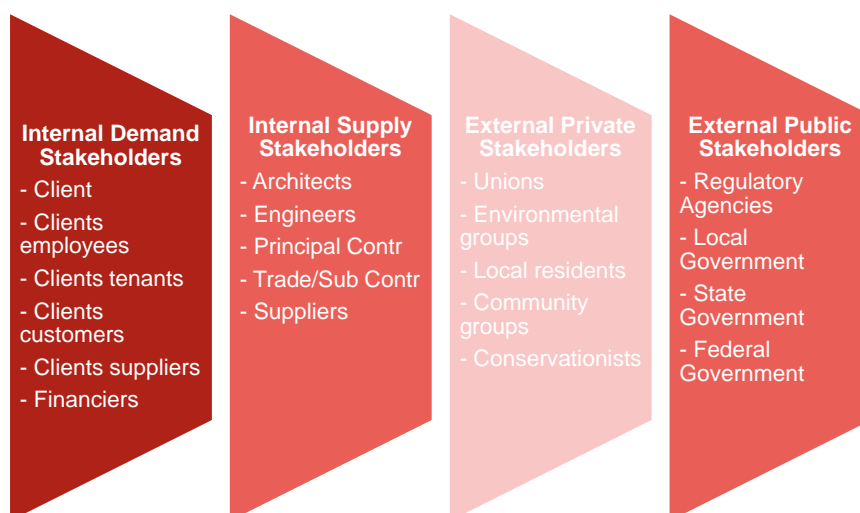 Internal Demand
Stakeholders
- Client
- Clients
employees
- Clients tenants
- Clients
customers
- Clients suppliers
- Financiers
Internal Supply
Stakeholders
- Architects
- Engineers
- Principal Contr
- Trade/Sub Contr
- Suppliers
External Private
Stakeholders
- Unions
- Environmental
groups
- Local residents
- Community
groups
- Conservationists
External Public
Stakeholders
- Regulatory
Agencies
- Local
Government
- State
Government
- Federal
Government